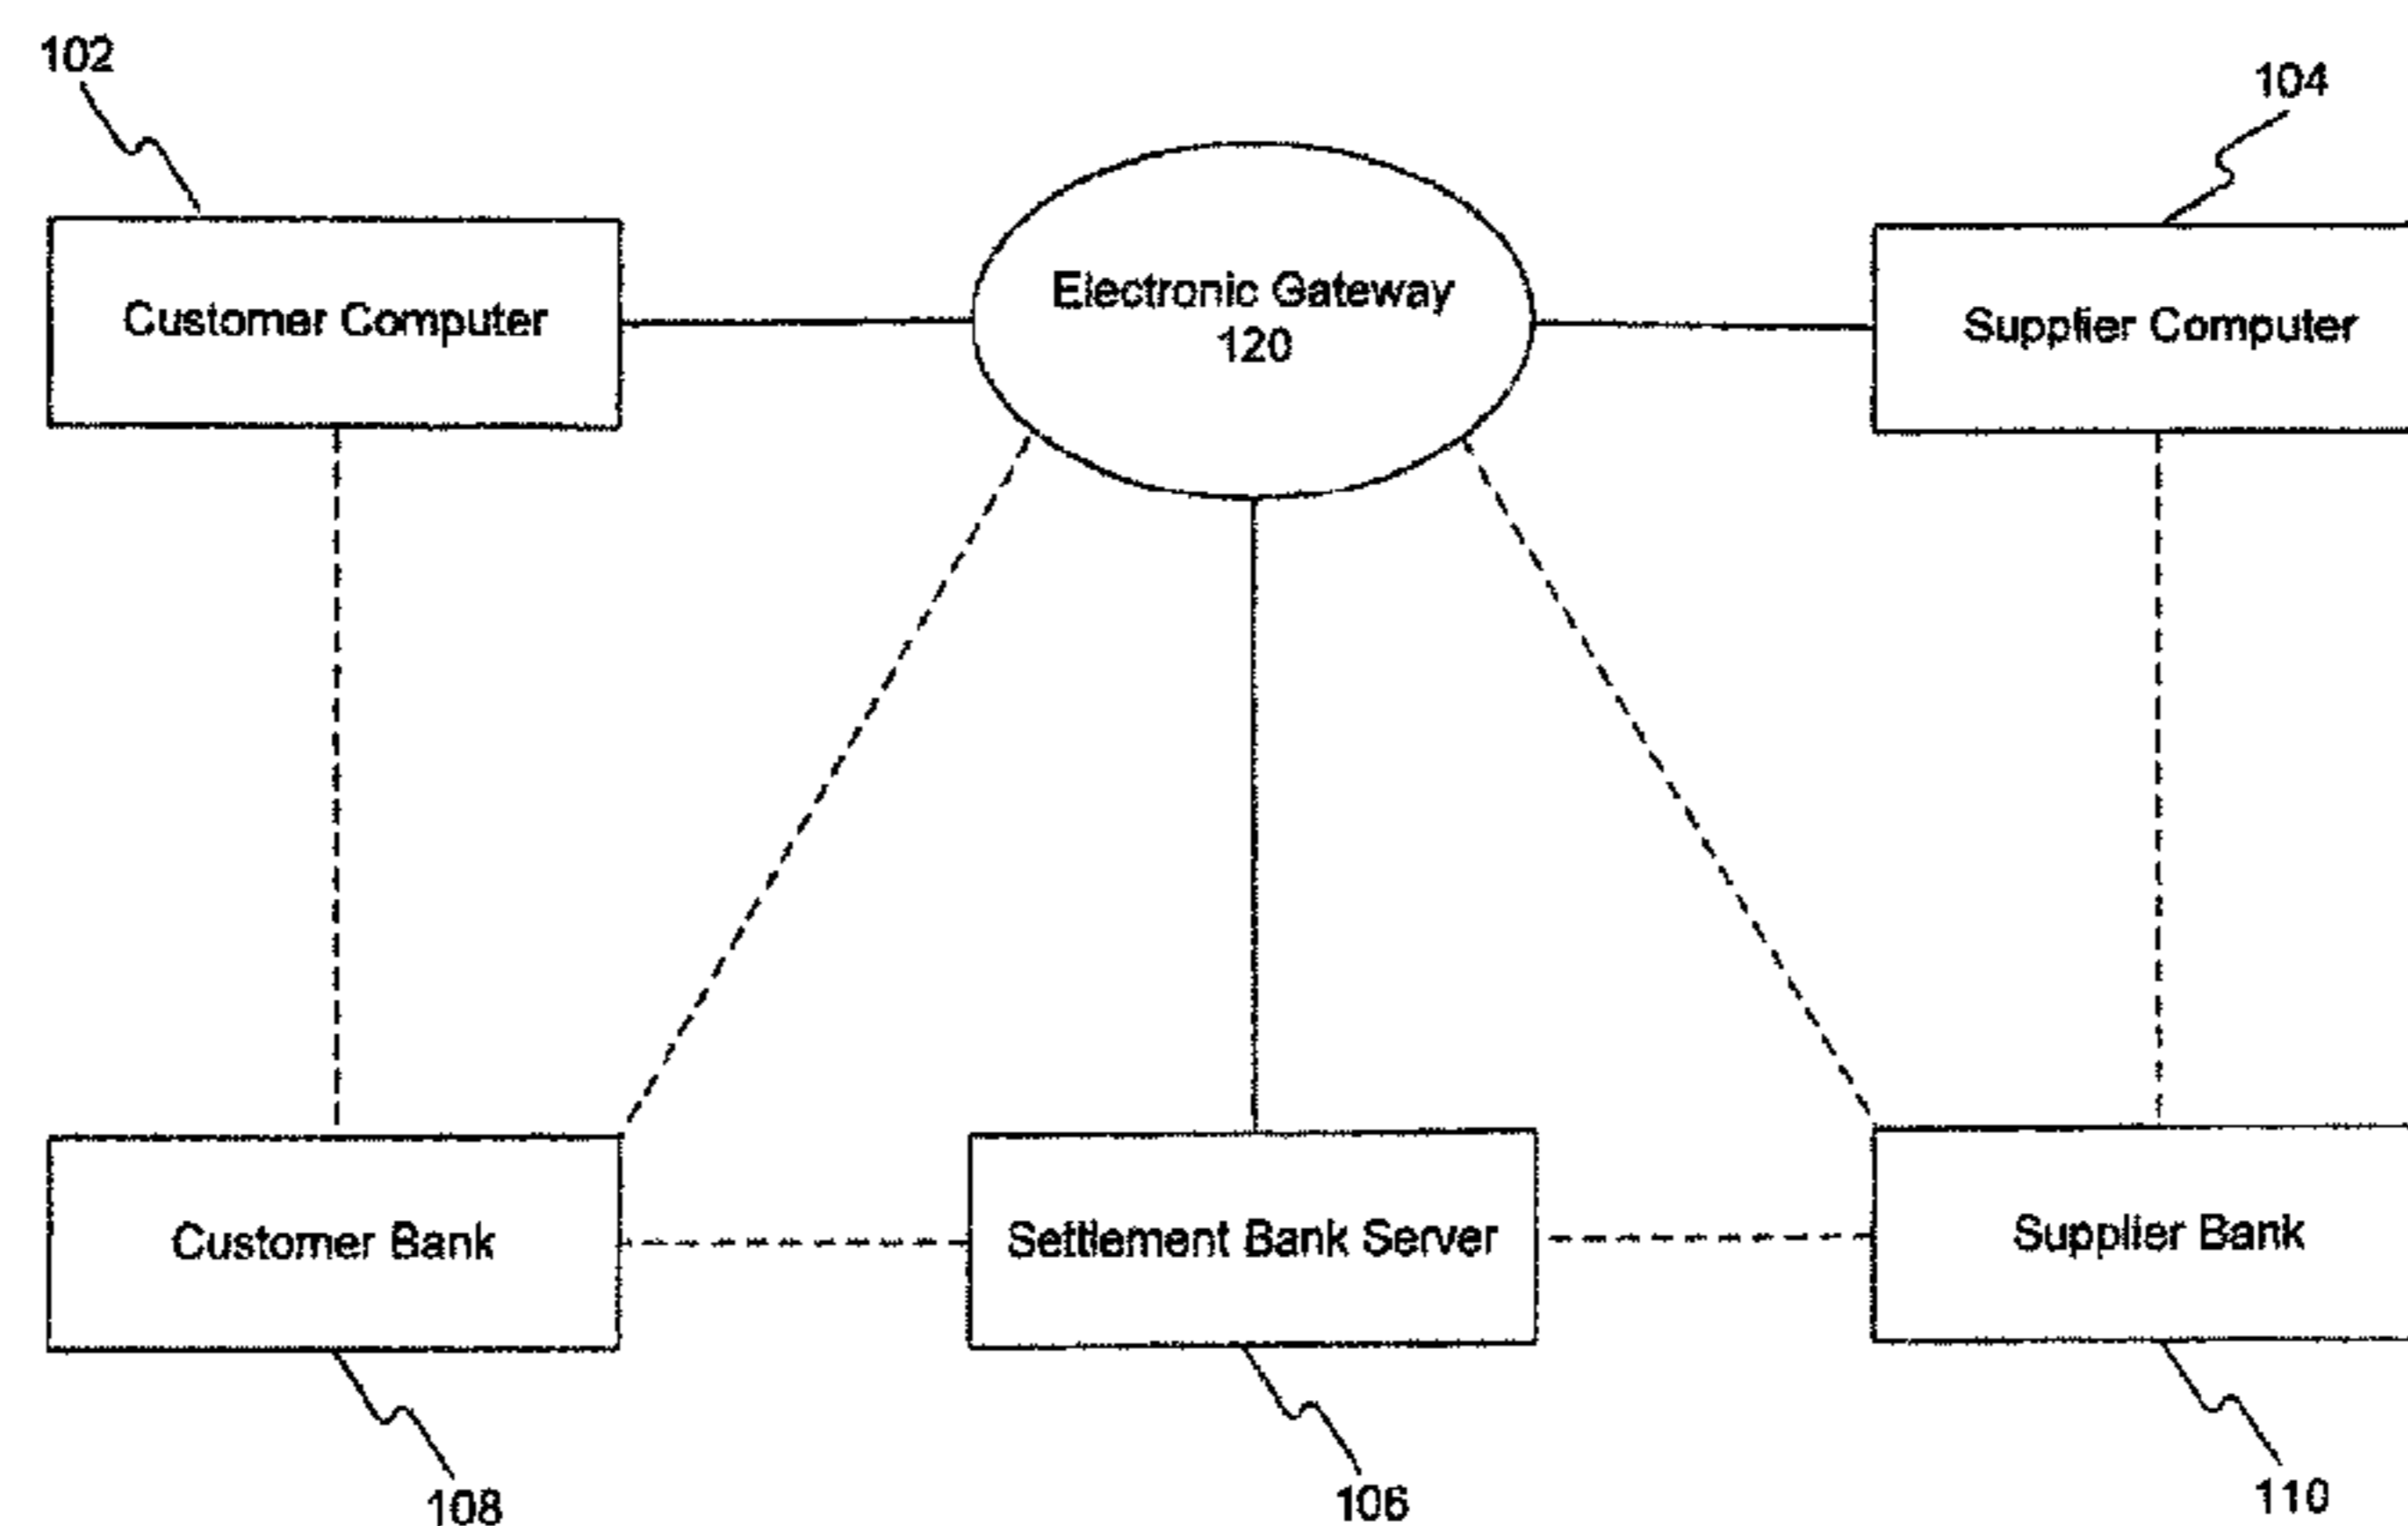 102
104
Electronic Gateway
120
Customer Computer
Supplier Computer
Customer Bank
Settlement Bank Server
Supplier Bank
108
106
110